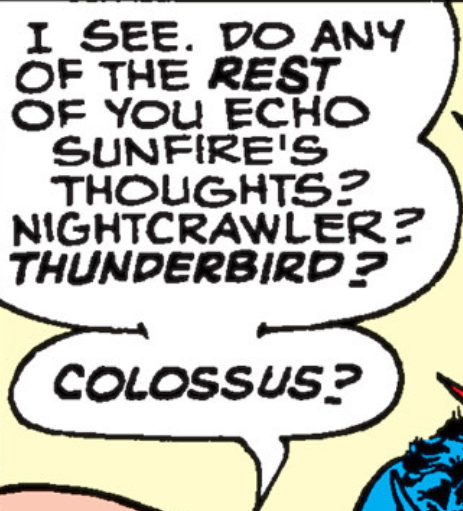 I SEE. DO ANY
OF THE REST
OF YOU ECHO
SUNFIRE'S
THOUGHTS?
NIGHTCRAWLER?
THUNDERBIRD?
COLOSSUS?